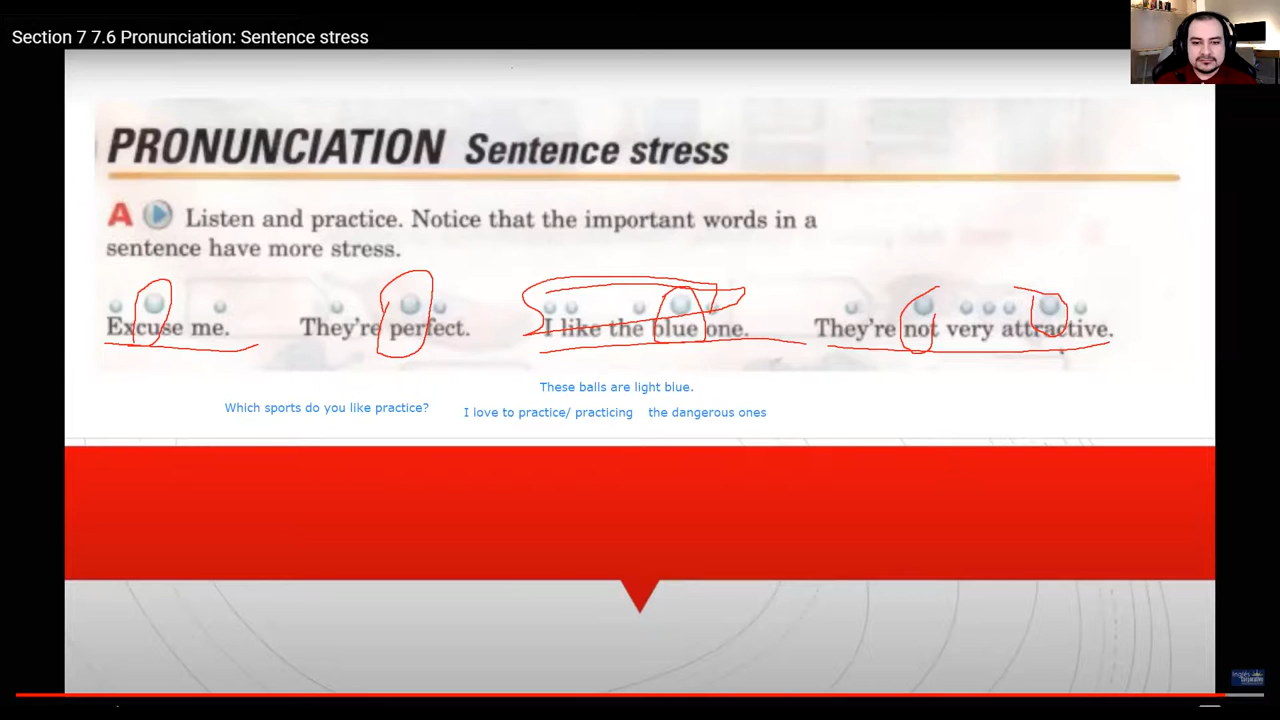 Section 7 7.6 Pronunciation: Sentence stress
PRONUNCIATION Sentence stress
A Listen and practice. Notice that the important words in a
sentence have more stress.
Excuse me. They're perfect. I like the blue one. They're not very attractive.
These balls are light blue.
Which sports do you like practice? I love to practice/ practicing the dangerous ones